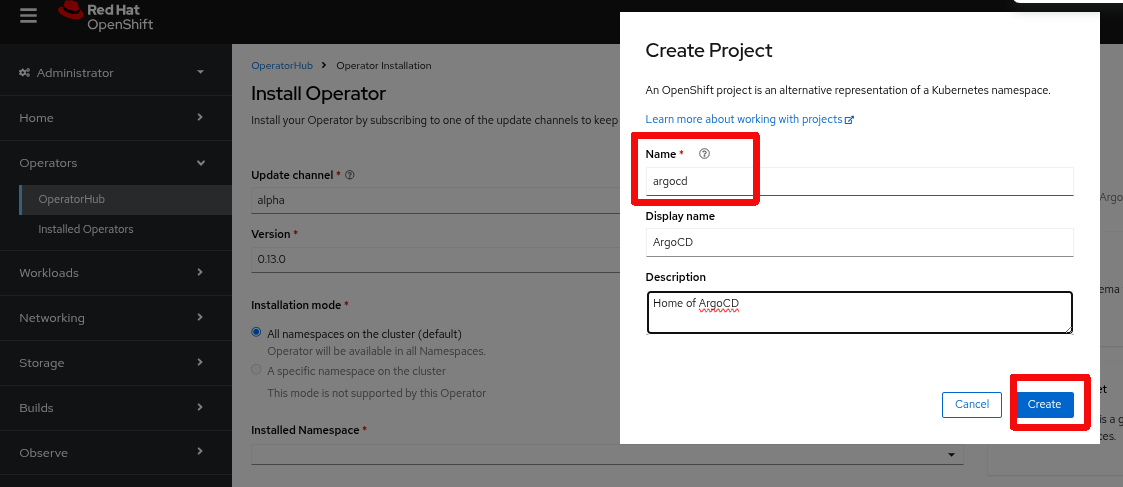 Red Hat
OpenShift
Administrator
Home
Operators
OperatorHub
Installed Operators
Workloads
Networking
Storage
Builds
Observe
OperatorHub > Operator Installation
Install Operator
Install your Operator by subscribing to one of the update channels to keep
Update channel *
alpha
Version *
0.13.0
Installation mode *
All namespaces on the cluster (default)
Operator will be available in all Namespaces.
A specific namespace on the cluster
This mode is not supported by this Operator
Installed Namespace *
Create Project
An OpenShift project is an alternative representation of a Kubernetes namespace.
Learn more about working with projects
Name *
argocd
Display name
ArgoCD
Description
Home of ArgoCD
Cancel
Create
Argo
ema
et
is a g
ces.